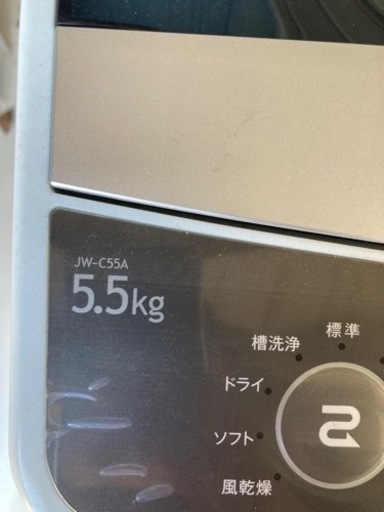 JW-C55A
5.5kg
標準
槽洗浄
ドライ
ソフト
風乾燥